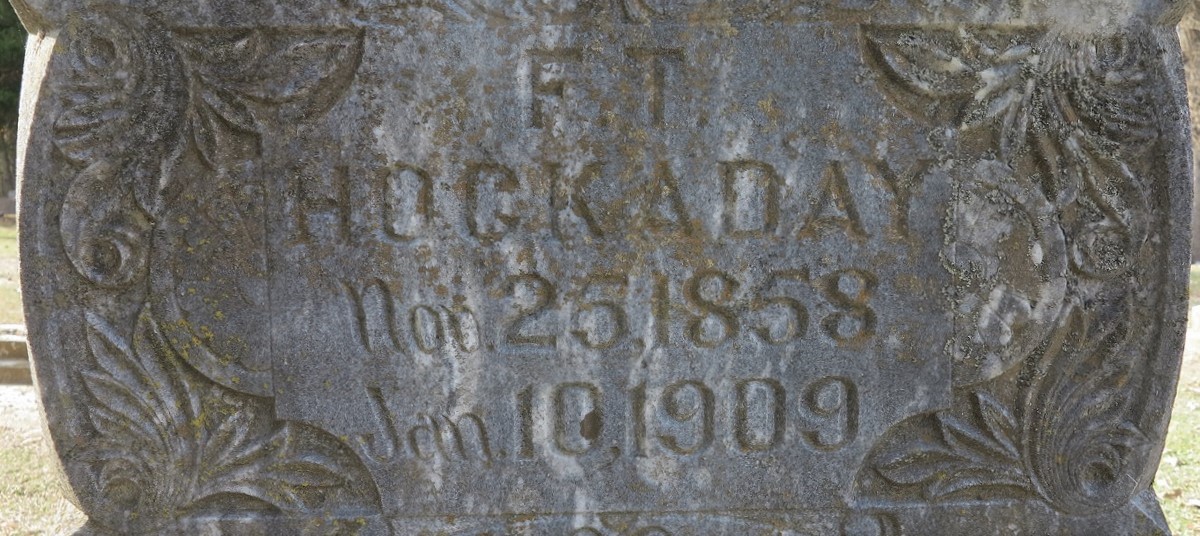 F. T.
HOCKADAY
Nov. 25, 1858
Jan. 10, 1909